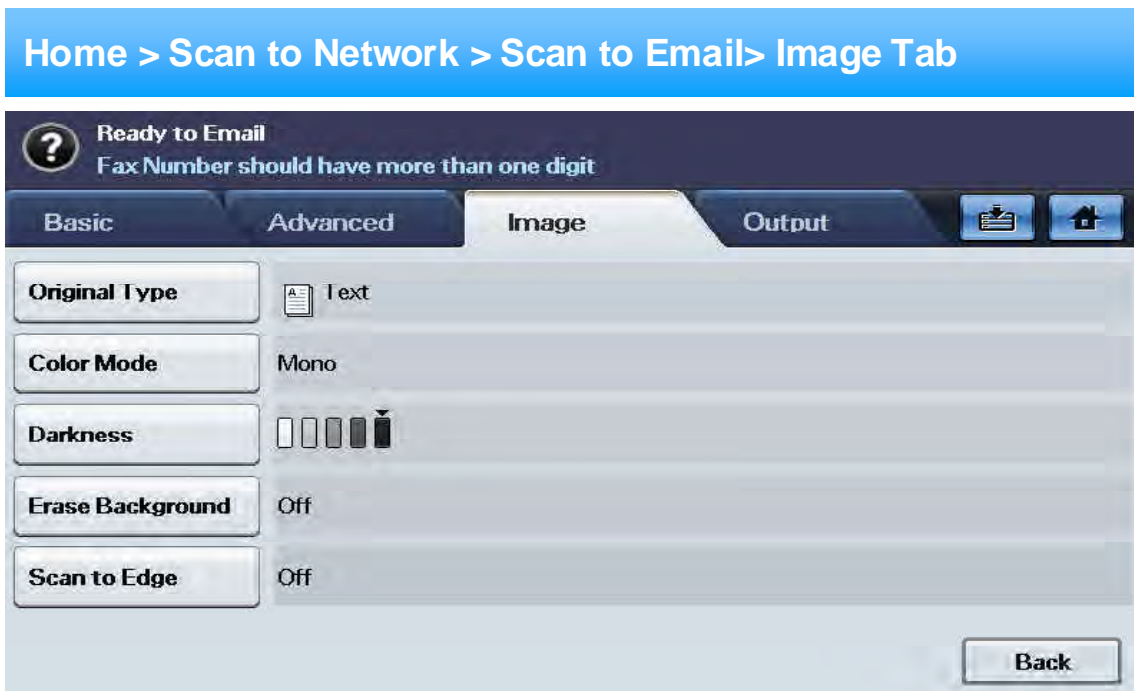 Home > Scan to Network > Scan to Email> Image Tab
Ready to Email
Fax Number should have more than one digit
Basic Advanced Image Output
Original Type Text
Color Mode Mono
Darkness
Erase Background Off
Scan to Edge Off
Back